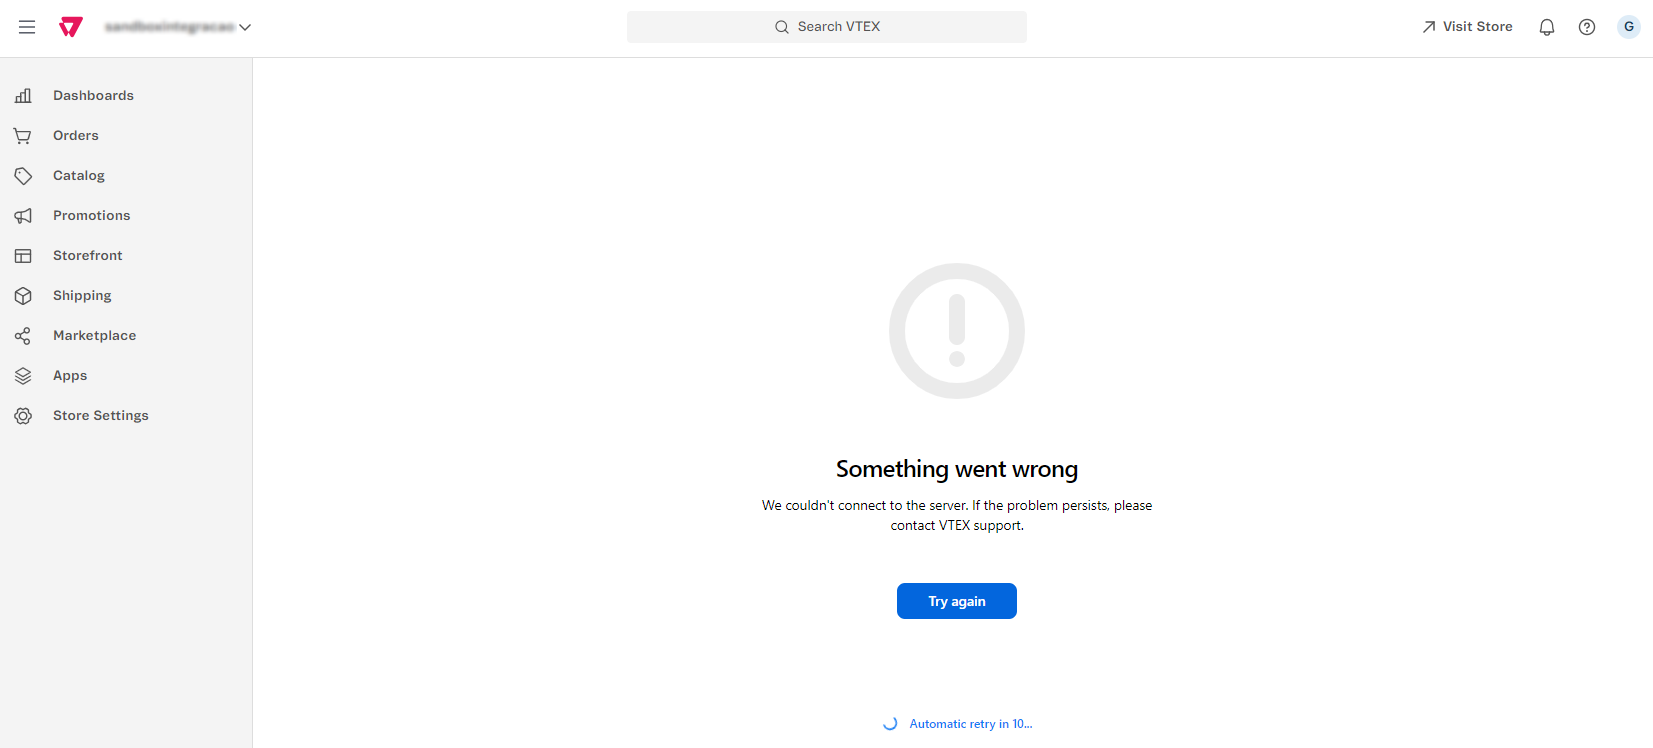 Search VTEX
Visit Store
G
Dashboards
Orders
Catalog
Promotions
Storefront
Shipping
Marketplace
Apps
Store Settings
Something went wrong
We couldn't connect to the server. If the problem persists, please
contact VTEX support.
Try again
Automatic retry in 10...